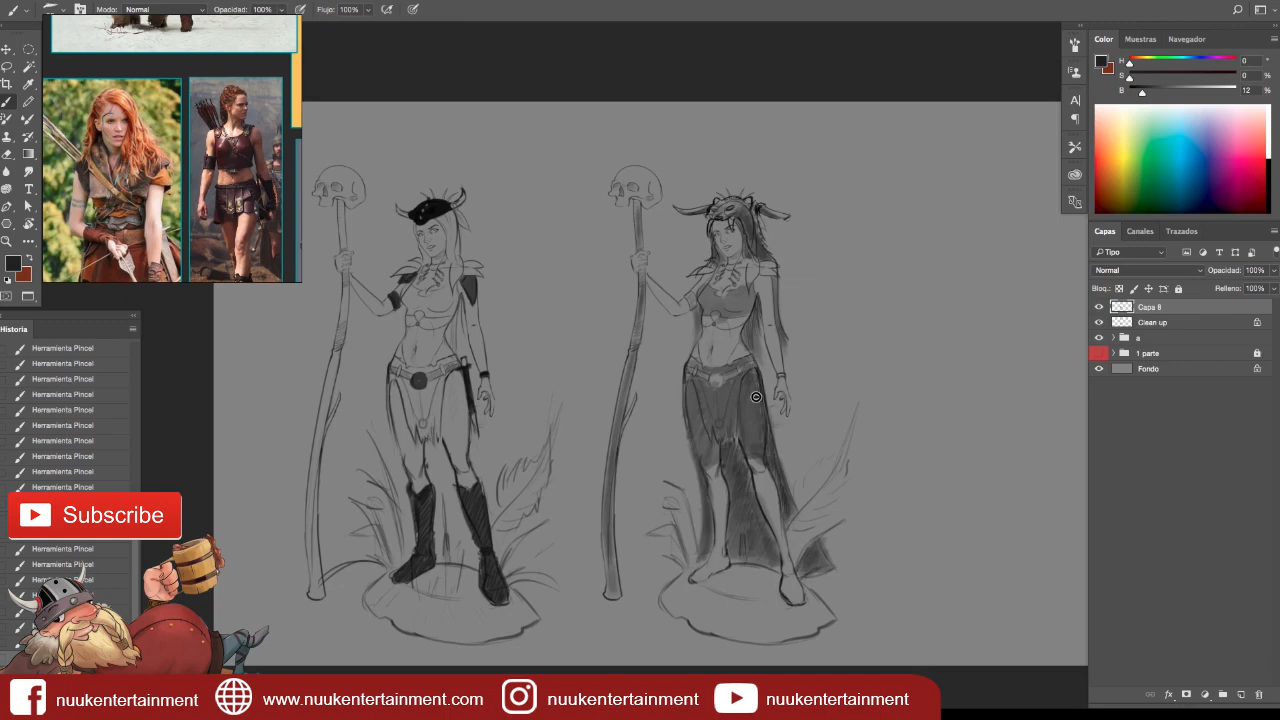 Modo: Normal Opacidad: 100% Flujo: 100%
Color Muestras Navegador
H 0 °
S 0 %
B 12 %
Capas Canales Trazados
Tipo
Normal Opacidad: 100%
Bloq.: Relleno: 100%
Capa 8
Clean up
a
1 parte
Fondo
Historia
Herramienta Pincel
Herramienta Pincel
Herramienta Pincel
Herramienta Pincel
Herramienta Pincel
Herramienta Pincel
Herramienta Pincel
Herramienta Pincel
Herramienta Pincel
Herramienta Pincel
Subscribe
Herramienta Pincel
Herramienta Pincel
nuukentertainment www.nuukentertainment.com nuukentertainment nuukentertainment